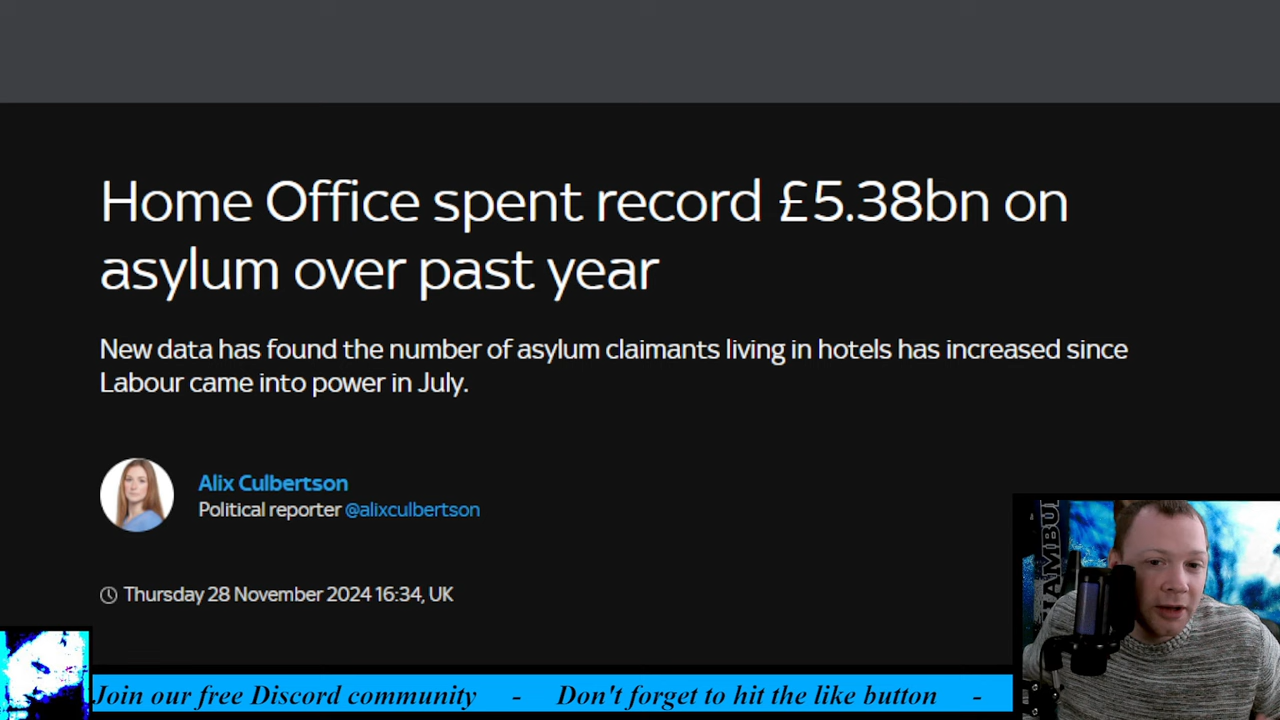 Home Office spent record £5.38bn on
asylum over past year
New data has found the number of asylum claimants living in hotels has increased since
Labour came into power in July.
Alix Culbertson
Political reporter @alixculbertson
Thursday 28 November 2024 16:34, UK
Join our free Discord community - Don't forget to hit the like button -